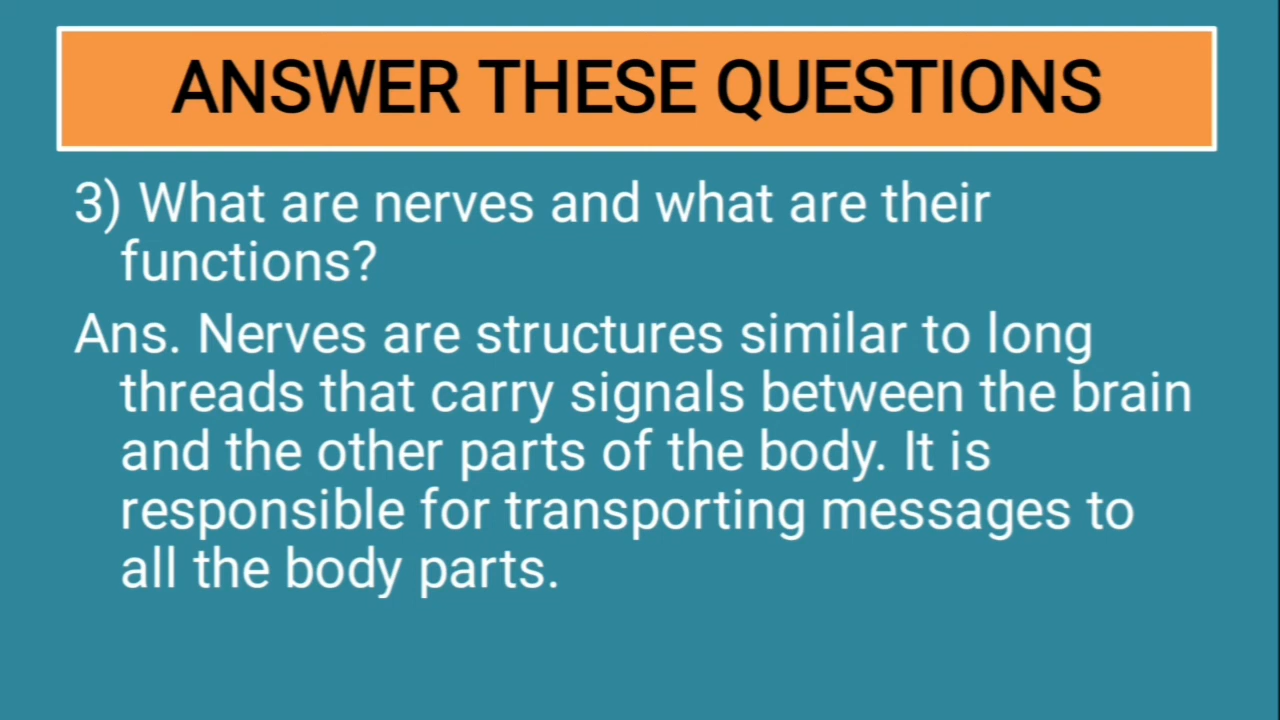 ANSWER THESE QUESTIONS
3) What are nerves and what are their
functions?
Ans. Nerves are structures similar to long
threads that carry signals between the brain
and the other parts of the body. It is
responsible for transporting messages to
all the body parts.